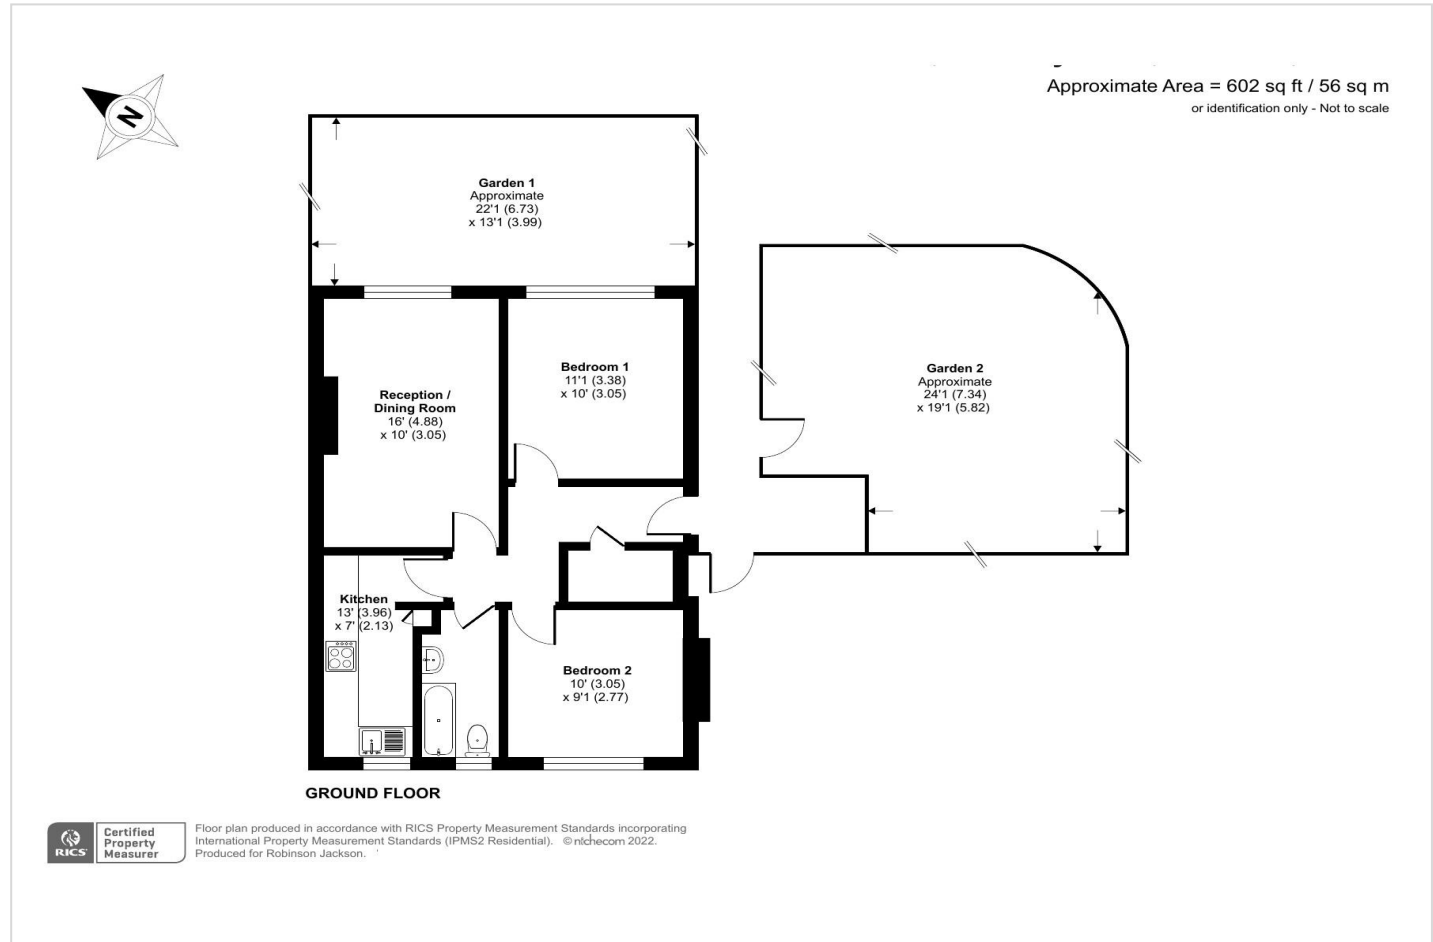 Approximate Area = 602 sq ft / 56 sq m
or identification only - Not to scale
N
Garden 1
Approximate
22'1 (6.73)
x 13'1 (3.99)
Bedroom 1
11'1 (3.38)
x 10' (3.05)
Reception /
Dining Room
16' (4.88)
x 10' (3.05)
Garden 2
Approximate
24'1 (7.34)
x 19'1 (5.82)
Kitchen
13' (3.96)
x 7' (2.13)
Bedroom 2
10' (3.05)
x 9'1 (2.77)
GROUND FLOOR
RICS
Certified
Property
Measurer
Floor plan produced in accordance with RICS Property Measurement Standards incorporating
International Property Measurement Standards (IPMS2 Residential). © 2022.
Produced for Robinson Jackson.